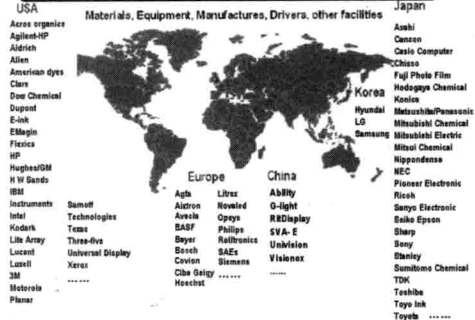 USA
Materials, Equipment, Manufactures, Drivers, other facilities
Acros organics
Agilent-HP
Aldrich
Alien
American dyes
Clare
Dow Chemical
Dupont
E-ink
EMagin
Flexics
HP
Hughes/GM
H W Sands
IBM
Instruments
Intel
Kodark
Lite Array
Lucent
Luxell
3M
Motorola
Planar
Sarnoff
Technologies
Texas
Three-five
Universal Display
Xerox
......
Europe
Agfa
Aixtron
Avecia
BASF
Bayer
Bosch
Covion
Ciba Geigy
Hoechst
Litrex
Novaled
Opsys
Philips
Rolltronics
SAEs
Siemens
......
China
Ability
G-light
RitDisplay
SVA- E
Univision
Visionox
......
Korea
Hyundai
LG
Samsung
Japan
Asahi
Canon
Casio Computer
Chisso
Fuji Photo Film
Hodogaya Chemical
Konica
Matsushita/Panasonic
Mitsubishi Chemical
Mitsubishi Electric
Mitsui Chemical
Nippondenso
NEC
Pioneer Electronic
Ricoh
Sanyo Electronic
Seiko Epson
Sharp
Sony
Stanley
Sumitomo Chemical
TDK
Toshiba
Toyo Ink
Toyota ......